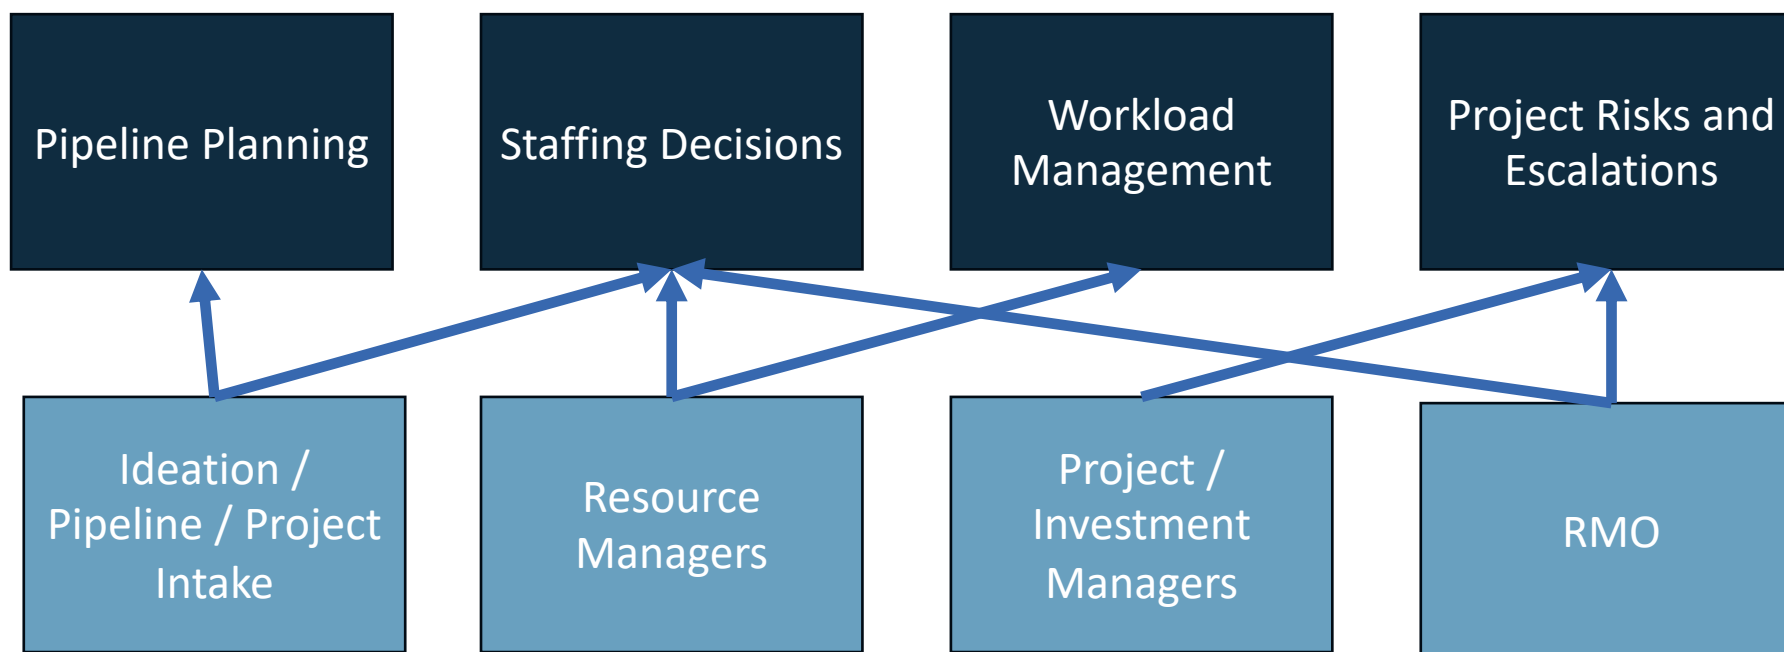 Pipeline Planning
Staffing Decisions
Workload
Management
Project Risks and
Escalations
Ideation /
Pipeline / Project
Intake
Resource
Managers
Project /
Investment
Managers
RMO